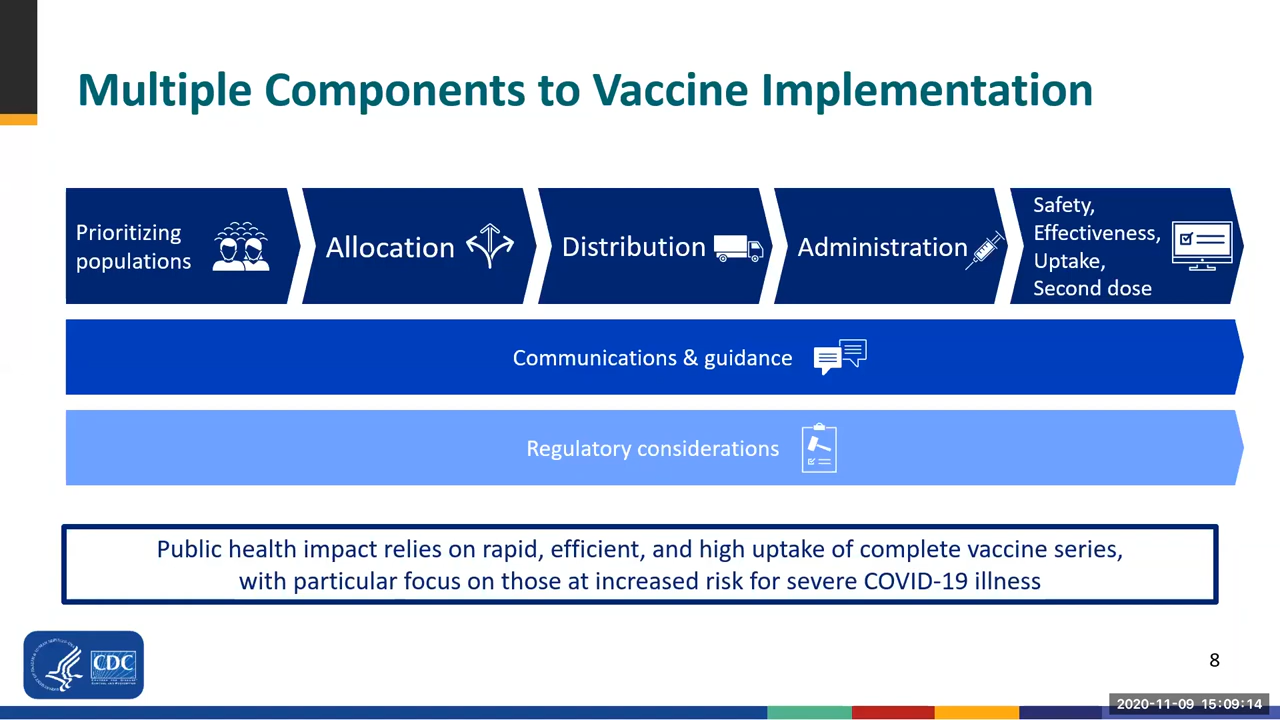 Multiple Components to Vaccine Implementation
Prioritizing
populations
Allocation
Distribution
Administration
Safety,
Effectiveness,
Uptake,
Second dose
Communications & guidance
Regulatory considerations
Public health impact relies on rapid, efficient, and high uptake of complete vaccine series,
with particular focus on those at increased risk for severe COVID-19 illness
CDC
8
2020-11-09 15:09:14